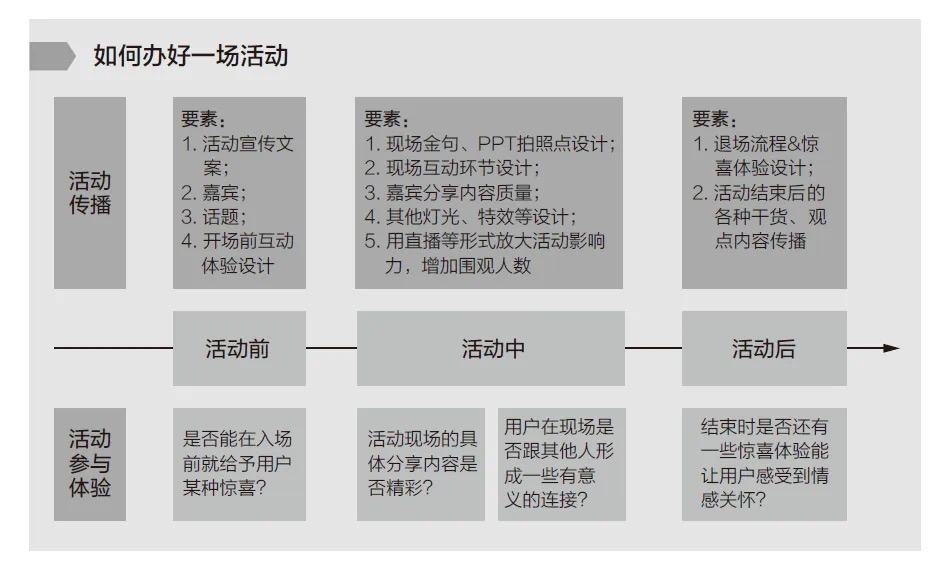 如何办好一场活动
活动
传播
要素：
1. 活动宣传文
案；
2. 嘉宾；
3. 话题；
4. 开场前互动
体验设计
要素：
1. 现场金句、PPT拍照点设计；
2. 现场互动环节设计；
3. 嘉宾分享内容质量；
4. 其他灯光、特效等设计；
5. 用直播等形式放大活动影响
力，增加围观人数
要素：
1. 退场流程&惊
喜体验设计；
2. 活动结束后的
各种干货、观
点内容传播
活动前
活动中
活动后
活动
参与
体验
是否能在入场
前就给予用户
某种惊喜？
活动现场的具
体分享内容是
否精彩？
用户在现场是
否跟其他人形
成一些有意
义的连接？
结束时是否还有
一些惊喜体验能
让用户感受到情
感关怀？